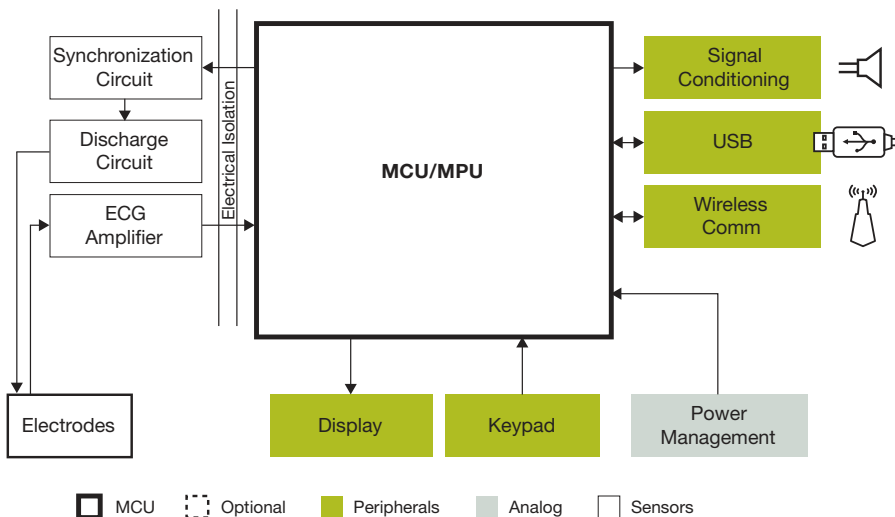 Synchronization
Circuit
Discharge
Circuit
ECG
Amplifier
Electrodes
Electrical Isolation
MCU/MPU
Signal
Conditioning
USB
Wireless
Comm
Display
Keypad
Power
Management
MCU
Optional
Peripherals
Analog
Sensors